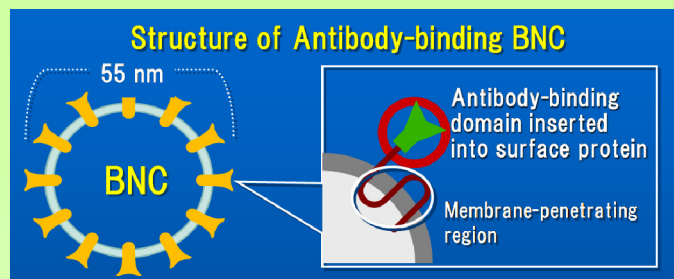 Structure of Antibody-binding BNC
55 nm
BNC
Antibody-binding
domain inserted
into surface protein
Membrane-penetrating
region